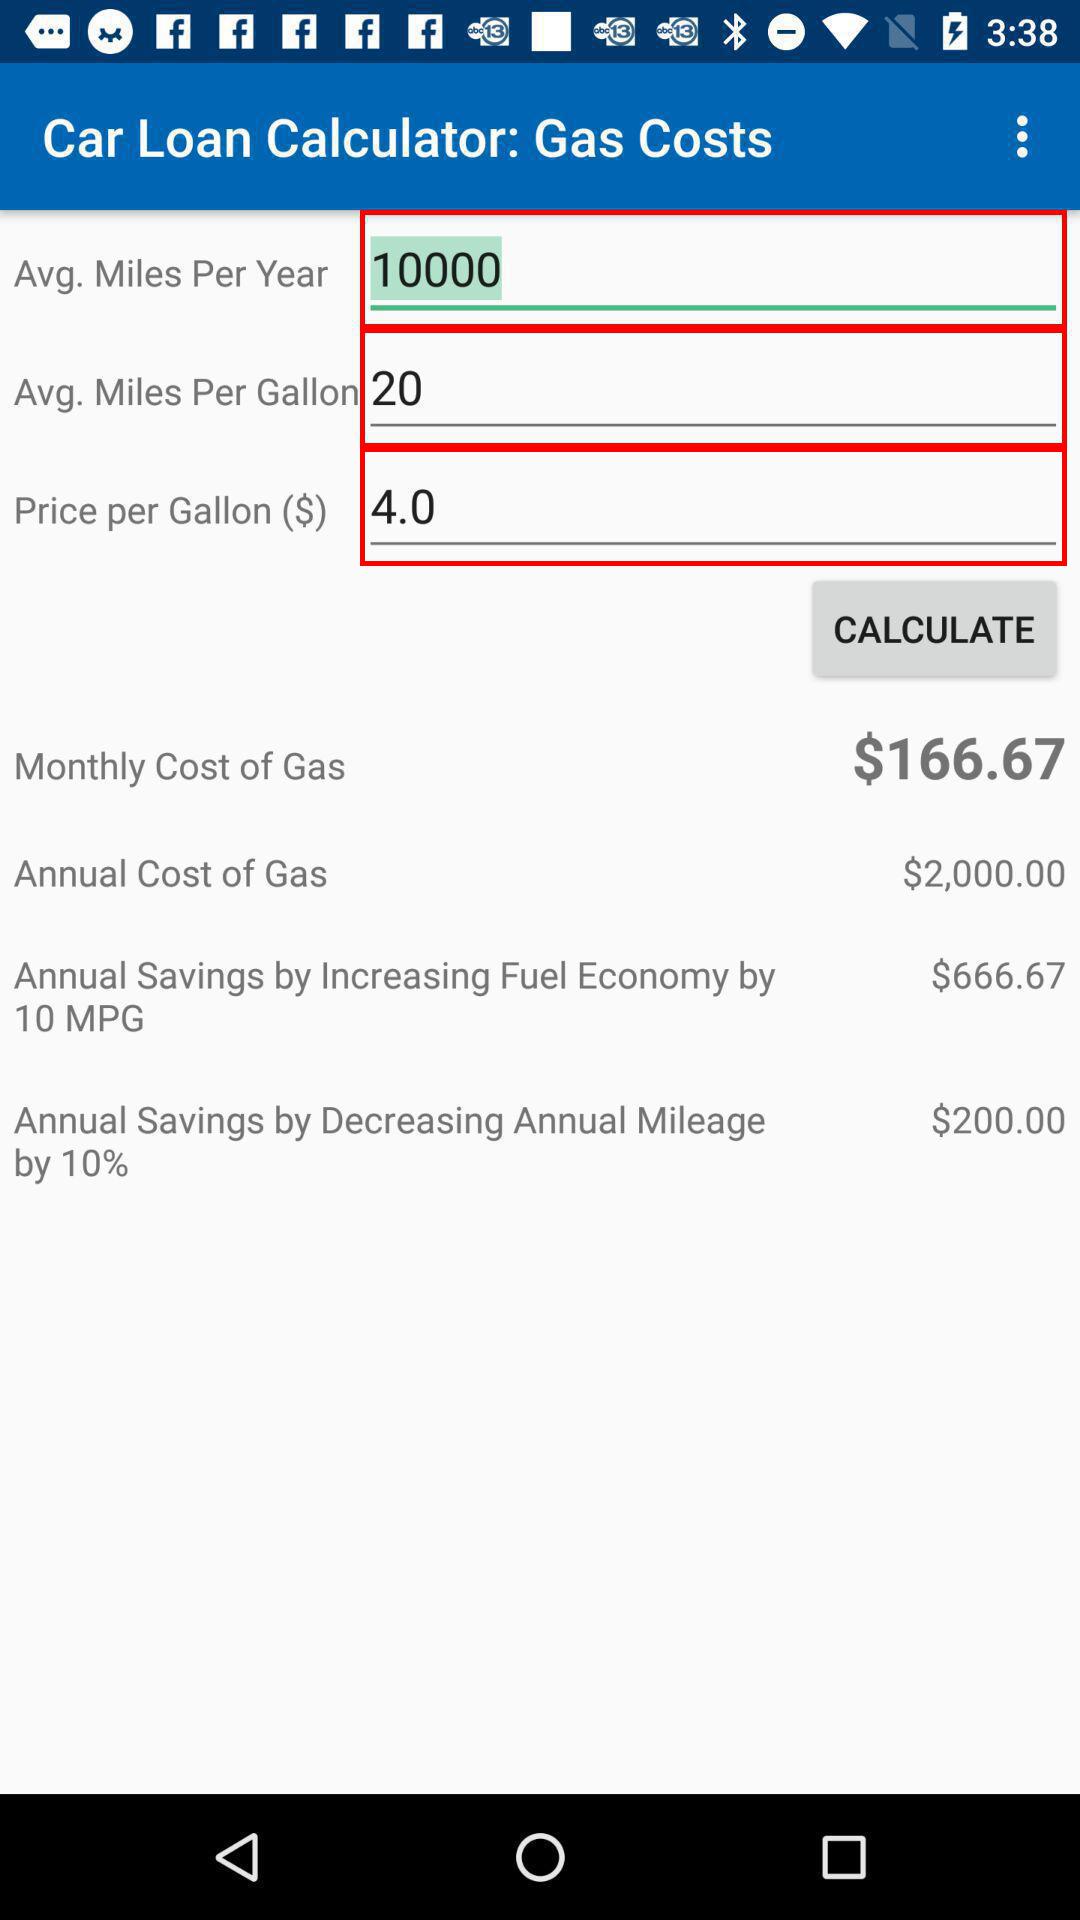 abc13 abc13 abc13 3:38
Car Loan Calculator: Gas Costs
Avg. Miles Per Year 10000
Avg. Miles Per Gallon 20
Price per Gallon ($) 4.0
CALCULATE
Monthly Cost of Gas $166.67
Annual Cost of Gas $2,000.00
Annual Savings by Increasing Fuel Economy by $666.67
10 MPG
Annual Savings by Decreasing Annual Mileage $200.00
by 10%